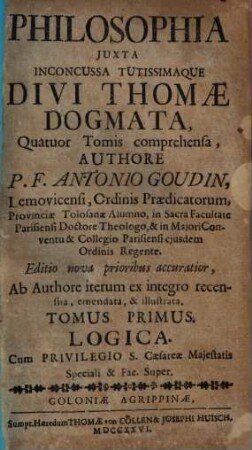 PHILOSOPHIA
JUXTA
INCONCUSSA TUTISSIMAQUE
DIVI THOMÆ
DOGMATA,
Quatuor Tomis comprehensa,
AUTHORE
P. F. ANTONIO GOUDIN,
Lemovicensi, Ordinis Prædicatorum,
Provinciæ Tolosanæ Alumno, in Sacra Facultate
Parisiensi Doctore Theologo, & in Majori Con-
ventu & Collegio Parisiensi ejusdem
Ordinis Regente.
Editio nova prioribus accuratior,
Ab Authore iterum ex integro recen-
sita, emendata, & illustrata.
TOMUS PRIMUS.
LOGICA.
Cum PRIVILEGIO S. Cæsareæ Majestatis
Speciali & Fac. Super.
COLONIÆ AGRIPPINÆ,
Sumpt. Hæredum THOMÆ von CÖLLEN & JOSEPHI HUISCH.
MDCCXXVI.